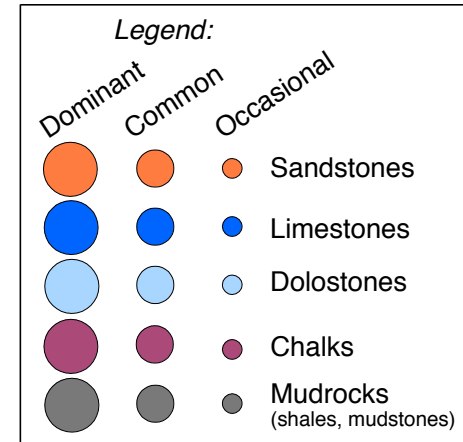 Legend:
Dominant
Common
Occasional
Sandstones
Limestones
Dolostones
Chalks
Mudrocks
(shales, mudstones)